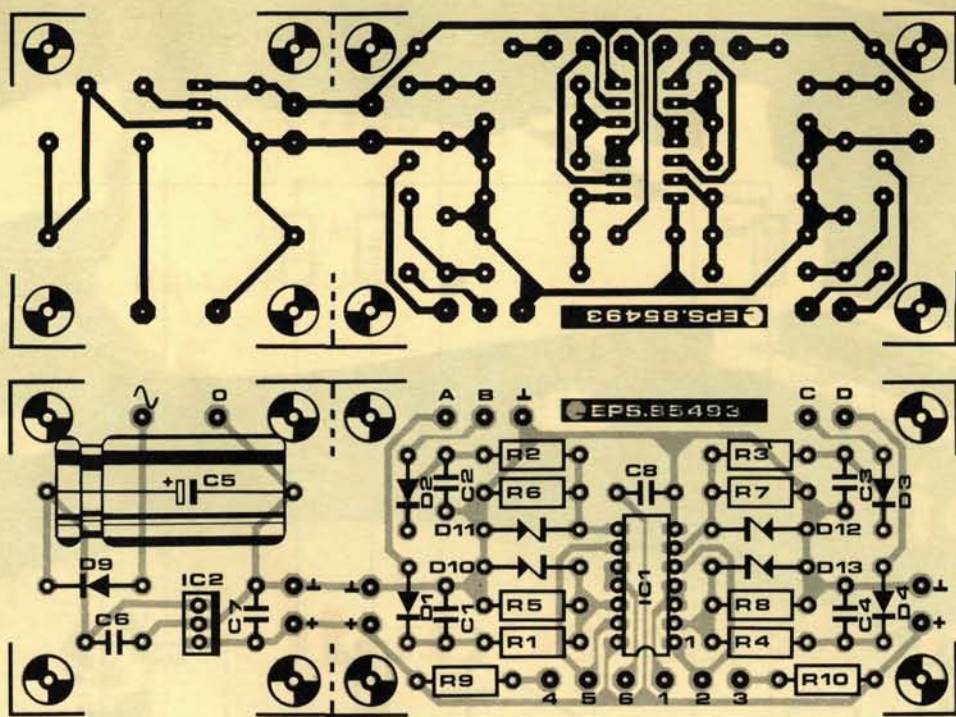 EPS.85493
∿ 0 A B ⊥ EPS.85493 C D
R2 R3
+ C5 D2 C2 C8 C3 D3
R6 R7
D11 D12
D9 D10 D13
IC2 IC1
⊥ ⊥ ⊥
D1 C1 R5 R8 C4 D4
C6 C7 + + +
R1 1 R4
R9 4 5 6 1 2 3 R10